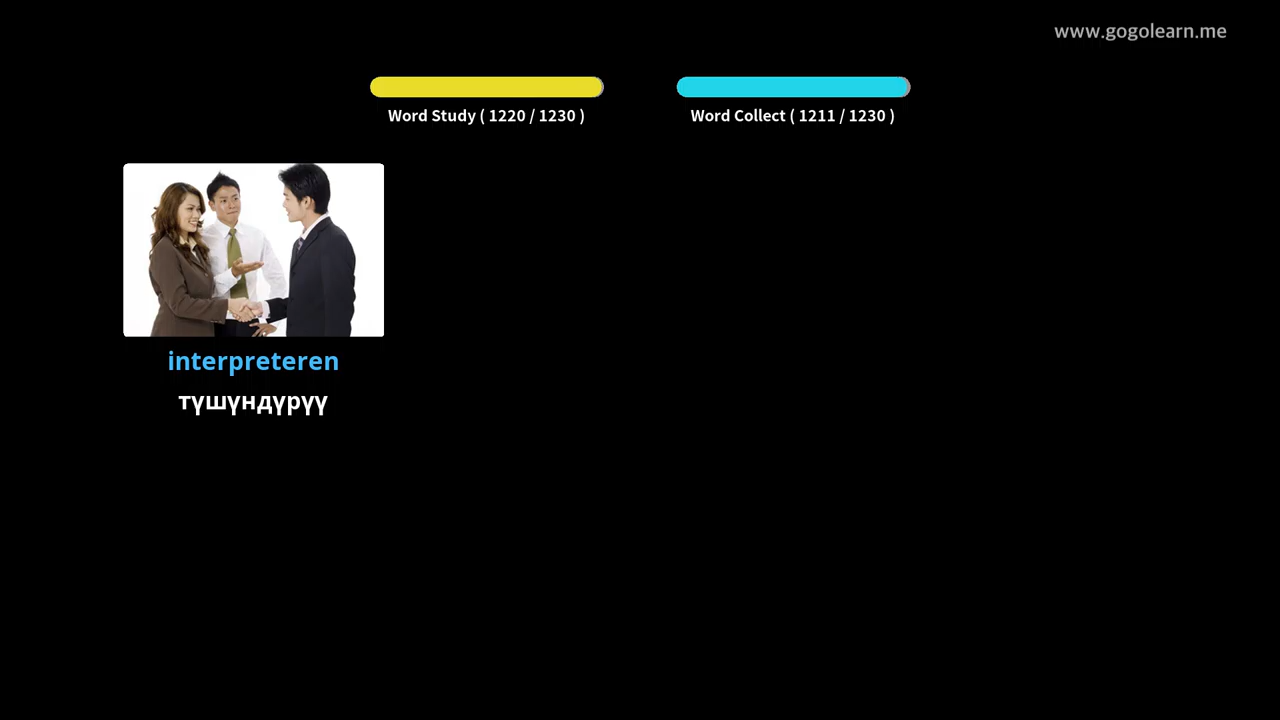 www.gogolearn.me
Word Study ( 1220 / 1230 )
Word Collect ( 1211 / 1230 )
interpreteren
түшүндүрүү